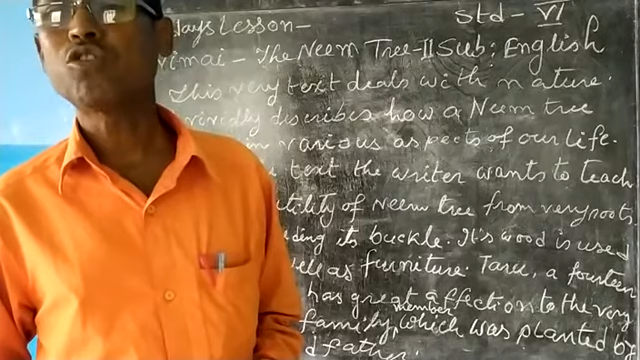 days Lesson-
Std- VI
- The Neem Tree-II Sub: English
This very text deals with nature.
vividly discribes how a Neem tree
in various aspects of our life.
text the writer wants to teach
utility of Neem tree from very roots
its buckle. It's wood is used
as furniture. Taru, a fourteen
has great affection to the very
member
family, which was planted by
father.